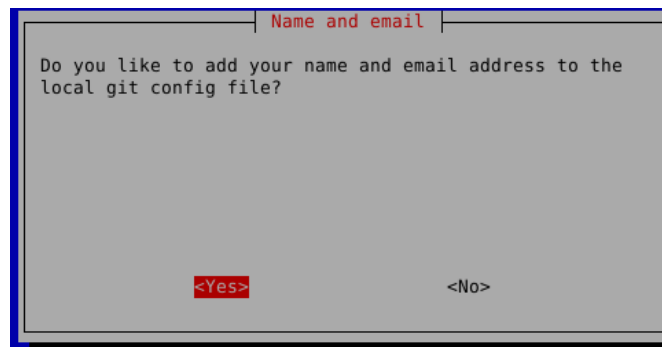 Name and email
Do you like to add your name and email address to the
local git config file?
<Yes> <No>